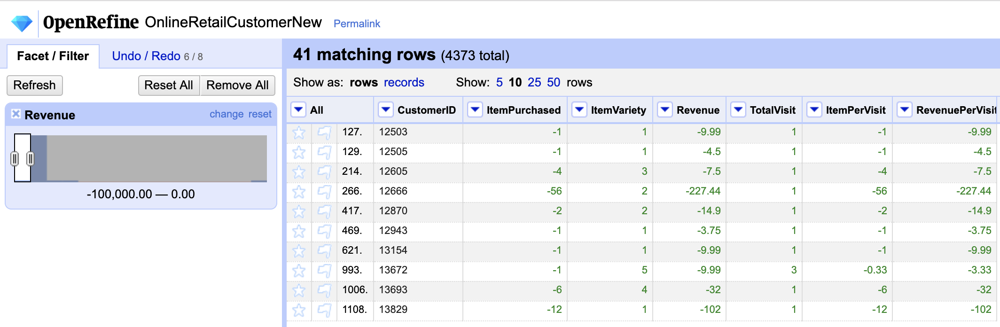 OpenRefine OnlineRetailCustomerNew Permalink
Facet / Filter Undo / Redo 6 / 8
Refresh Reset All Remove All
Revenue change reset
-100,000.00 — 0.00
41 matching rows (4373 total)
Show as: rows records Show: 5 10 25 50 rows
All CustomerID ItemPurchased ItemVariety Revenue TotalVisit ItemPerVisit RevenuePerVisit
127. 12503 -1 1 -9.99 1 -1 -9.99
129. 12505 -1 1 -4.5 1 -1 -4.5
214. 12605 -4 3 -7.5 1 -4 -7.5
266. 12666 -56 2 -227.44 1 -56 -227.44
417. 12870 -2 2 -14.9 1 -2 -14.9
469. 12943 -1 1 -3.75 1 -1 -3.75
621. 13154 -1 1 -9.99 1 -1 -9.99
993. 13672 -1 5 -9.99 3 -0.33 -3.33
1006. 13693 -6 4 -32 1 -6 -32
1108. 13829 -12 1 -102 1 -12 -102